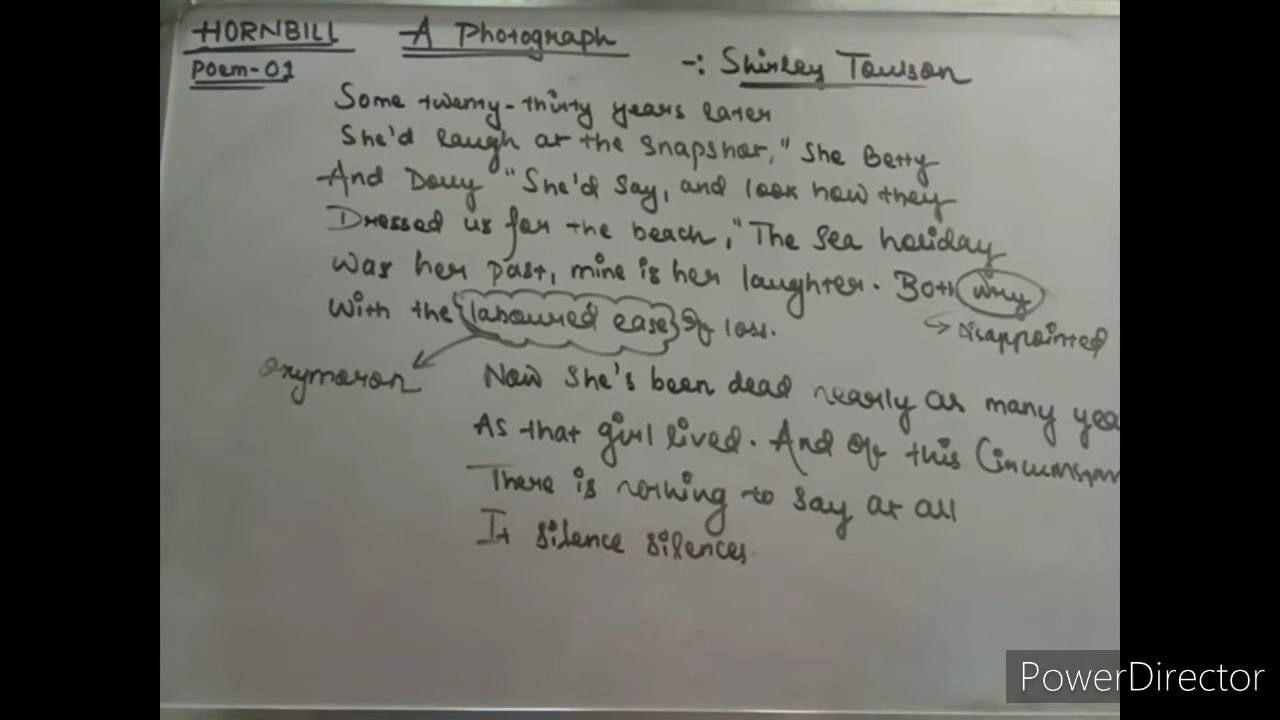 HORNBILL A Photograph
Poem-01 -: Shirley Toulson
Some twenty-thirty years later
She'd laugh at the snapshot," She Betty
And Dolly "She'd say, and look how they
Dressed us for the beach," The sea holiday
was her past, mine is her laughter. Both wry
With the {laboured ease} of loss.
↳ Disappointed
oxymoron
Now she's been dead nearly as many yea
As that girl lived. And of this Circumstan
There is nothing to say at all
It silence silences.
PowerDirector